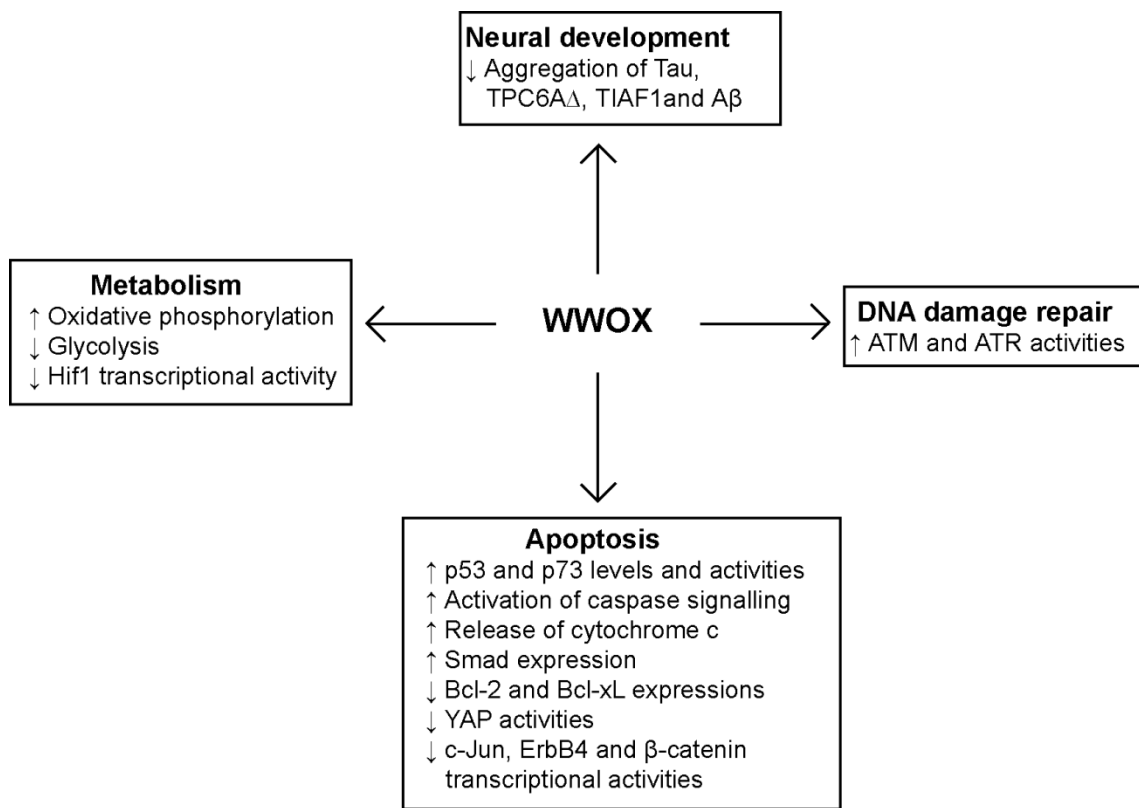 Neural development
↓ Aggregation of Tau,
TPC6A∆, TIAF1and Aβ
Metabolism
↑ Oxidative phosphorylation
↓ Glycolysis
↓ Hif1 transcriptional activity
WWOX
DNA damage repair
↑ ATM and ATR activities
Apoptosis
↑ p53 and p73 levels and activities
↑ Activation of caspase signalling
↑ Release of cytochrome c
↑ Smad expression
↓ Bcl-2 and Bcl-xL expressions
↓ YAP activities
↓ c-Jun, ErbB4 and β-catenin
transcriptional activities